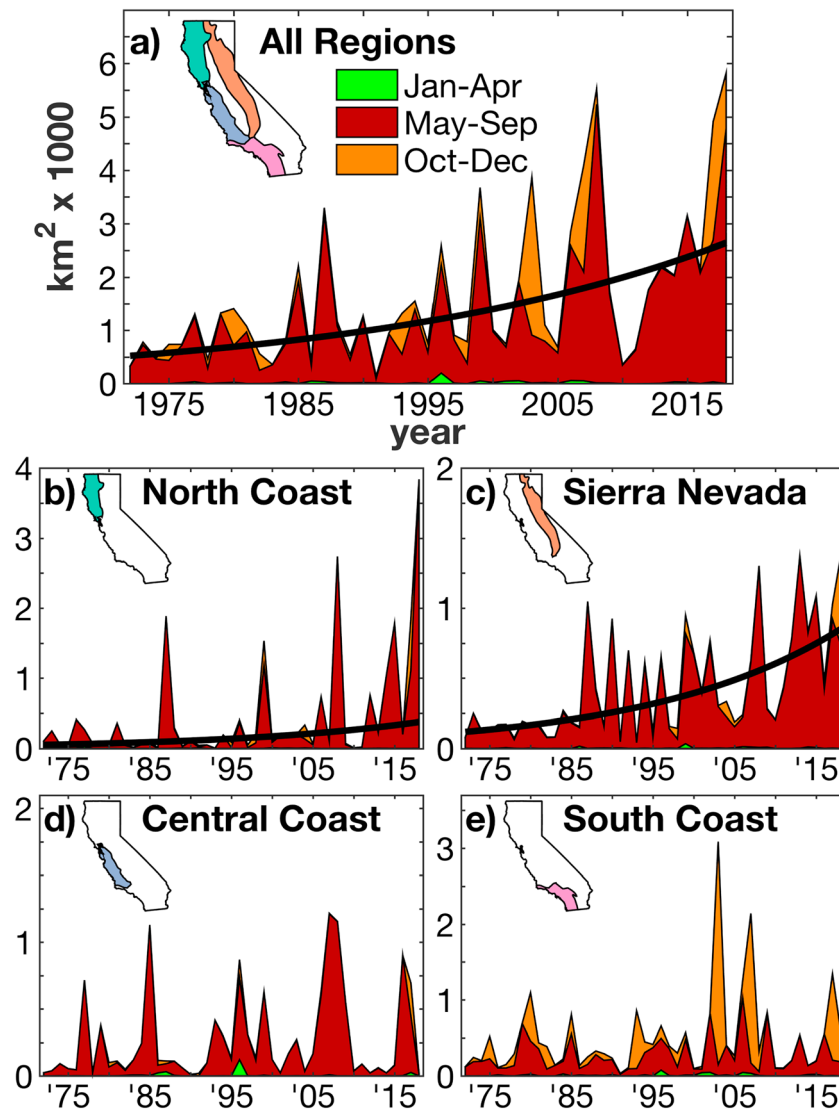 a) All Regions
Jan-Apr
May-Sep
Oct-Dec
km² x 1000
6
5
4
3
2
1
0
1975 1985 1995 2005 2015
year
b) North Coast
4
3
2
1
0
'75 '85 '95 '05 '15
c) Sierra Nevada
2
1
0
'75 '85 '95 '05 '15
d) Central Coast
2
1
0
'75 '85 '95 '05 '15
e) South Coast
3
2
1
0
'75 '85 '95 '05 '15